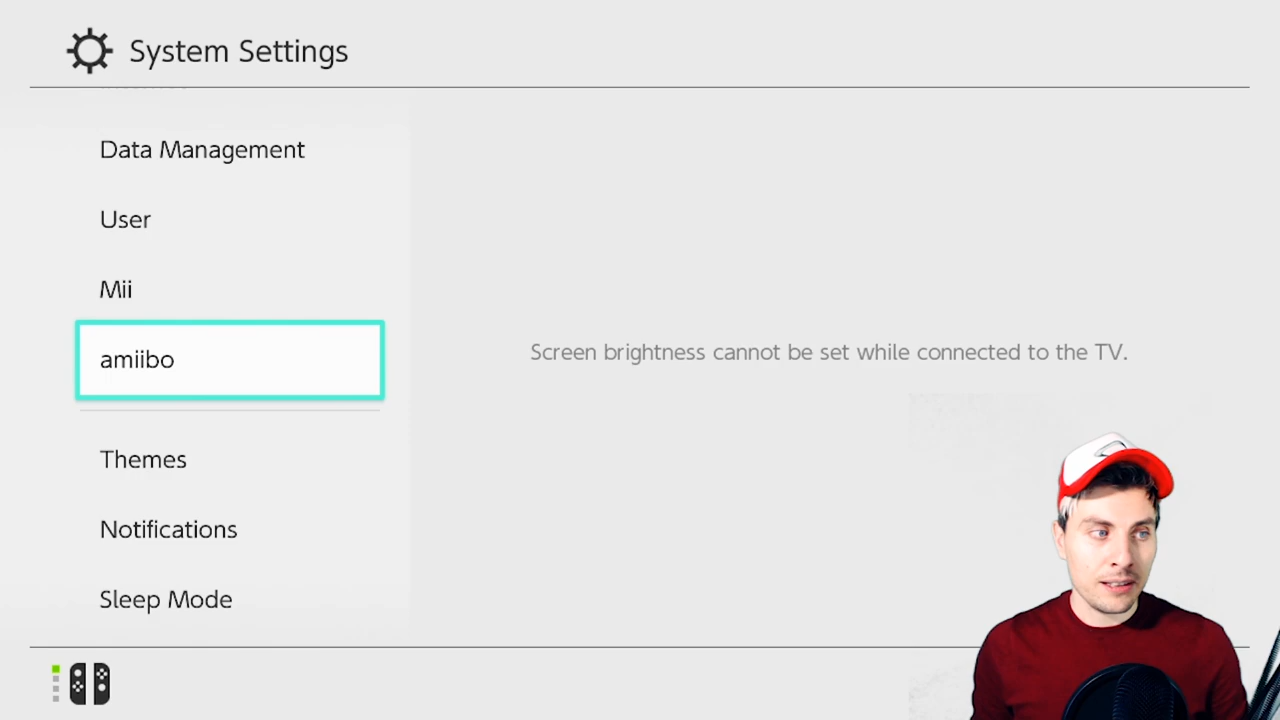 System Settings
Data Management
User
Mii
amiibo
Screen brightness cannot be set while connected to the TV.
Themes
Notifications
Sleep Mode